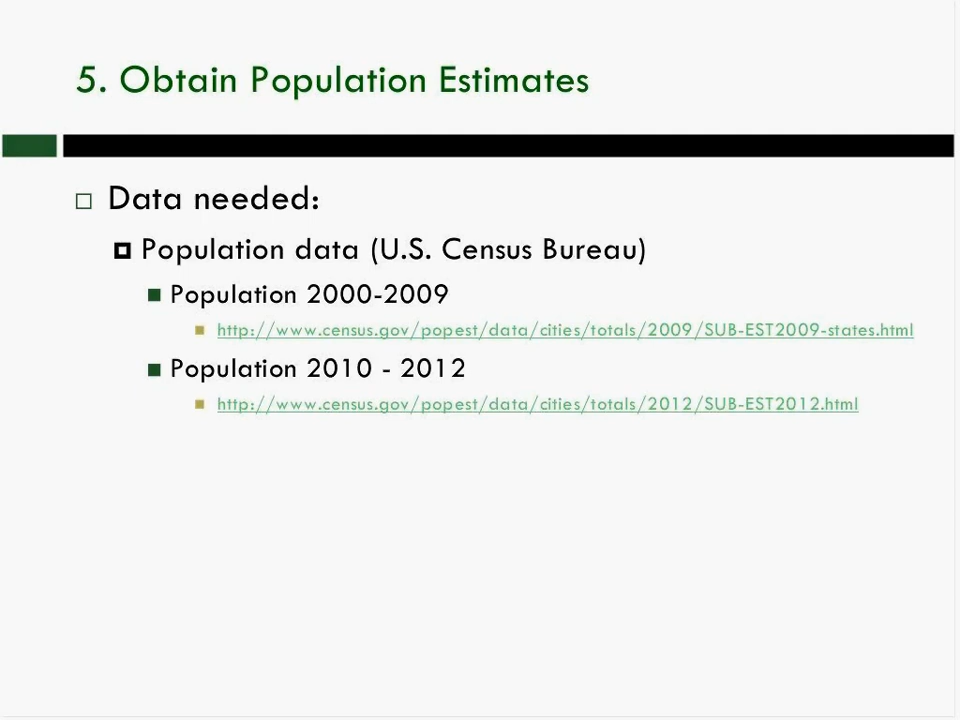 5. Obtain Population Estimates
Data needed:
Population data (U.S. Census Bureau)
Population 2000-2009
http://www.census.gov/popest/data/cities/totals/2009/SUB-EST2009-states.html
Population 2010 - 2012
http://www.census.gov/popest/data/cities/totals/2012/SUB-EST2012.html